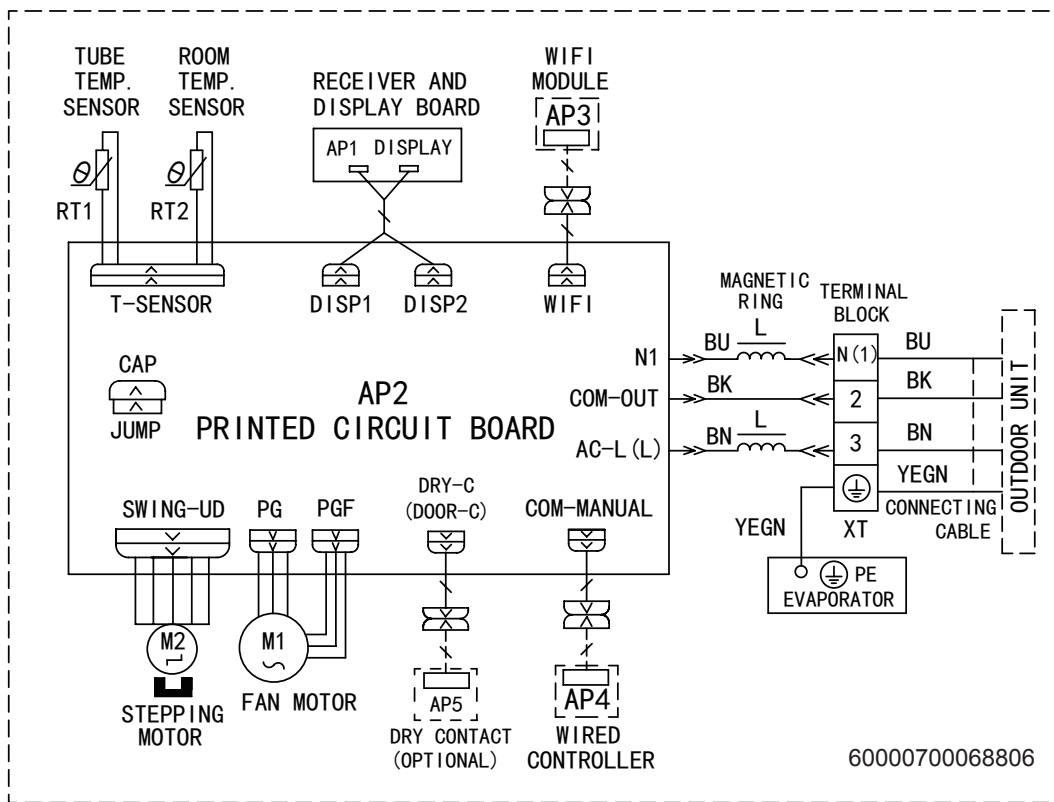 TUBE
TEMP.
SENSOR
ROOM
TEMP.
SENSOR
RECEIVER AND
DISPLAY BOARD
WIFI
MODULE
AP3
AP1 DISPLAY
θ
RT1
θ
RT2
T-SENSOR
DISP1
DISP2
WIFI
MAGNETIC
RING
TERMINAL
BLOCK
CAP
JUMP
AP2
PRINTED CIRCUIT BOARD
N1
BU
L
N(1)
BU
COM-OUT
BK
2
BK
AC-L(L)
BN
L
3
BN
YEGN
OUTDOOR UNIT
CONNECTING
CABLE
XT
YEGN
PE
EVAPORATOR
SWING-UD
PG
PGF
DRY-C
(DOOR-C)
COM-MANUAL
M2
STEPPING
MOTOR
M1
FAN MOTOR
AP5
DRY CONTACT
(OPTIONAL)
AP4
WIRED
CONTROLLER
60000700068806